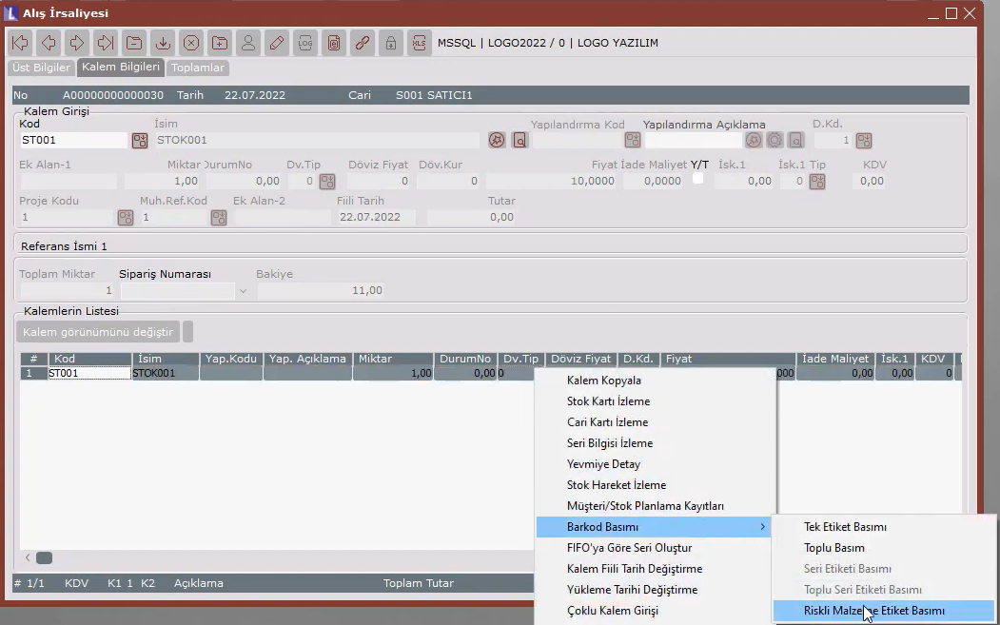 Alış İrsaliyesi
LOG XLS MSSQL | LOGO2022 / 0 | LOGO YAZILIM
Üst Bilgiler Kalem Bilgileri Toplamlar
No A00000000000030 Tarih 22.07.2022 Cari S001 SATICI1
Kalem Girişi
Kod İsim Yapılandırma Kod Yapılandırma Açıklama D.Kd.
ST001 STOK001 1
Ek Alan-1 Miktar DurumNo Dv.Tip Döviz Fiyat Döv.Kur Fiyat İade Maliyet Y/T İsk.1 İsk.1 Tip KDV
1,00 0,00 0 0 0 10,0000 0,0000 0,00 0 0,00
Proje Kodu Muh.Ref.Kod Ek Alan-2 Fiili Tarih Tutar
1 1 22.07.2022 0,00
Referans İsmi 1
Toplam Miktar Sipariş Numarası Bakiye
1 11,00
Kalemlerin Listesi
Kalem görünümünü değiştir
# Kod İsim Yap.Kodu Yap. Açıklama Miktar DurumNo Dv.Tip Döviz Fiyat D.Kd. Fiyat İade Maliyet İsk.1 KDV
1 ST001 STOK001 1,00 0,00 0 000 0,00 0,00 0
Kalem Kopyala
Stok Kartı İzleme
Cari Kartı İzleme
Seri Bilgisi İzleme
Yevmiye Detay
Stok Hareket İzleme
Müşteri/Stok Planlama Kayıtları
Barkod Basımı
FIFO'ya Göre Seri Oluştur
Kalem Fiili Tarih Değiştirme
Yükleme Tarihi Değiştirme
Çoklu Kalem Girişi
Tek Etiket Basımı
Toplu Basım
Seri Etiketi Basımı
Toplu Seri Etiketi Basımı
Riskli Malzeme Etiket Basımı
# 1/1 KDV K1 1 K2 Açıklama Toplam Tutar